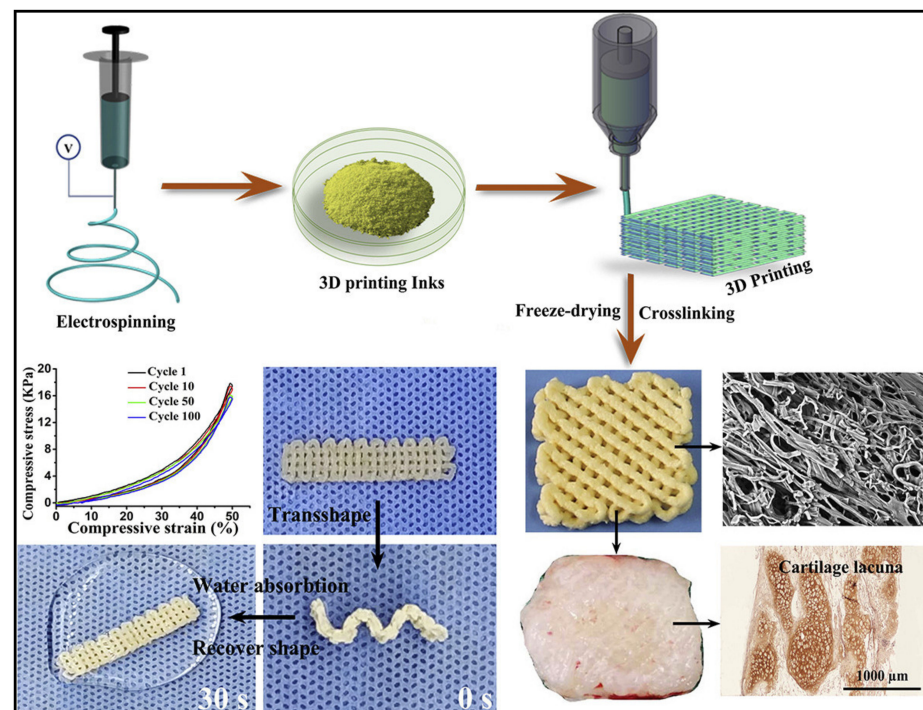 V
Electrospinning
3D printing Inks
3D Printing
Freeze-drying
Crosslinking
Compressive stress (KPa)
20
16
12
8
4
0
Cycle 1
Cycle 10
Cycle 50
Cycle 100
0 10 20 30 40 50
Compressive strain (%)
Transshape
Water absorbtion
Recover shape
30 s
0 s
Cartilage lacuna
1000 µm